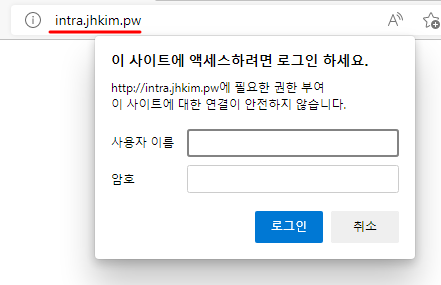 intra.jhkim.pw
이 사이트에 액세스하려면 로그인 하세요.
http://intra.jhkim.pw에 필요한 권한 부여
이 사이트에 대한 연결이 안전하지 않습니다.
사용자 이름
암호
로그인
취소